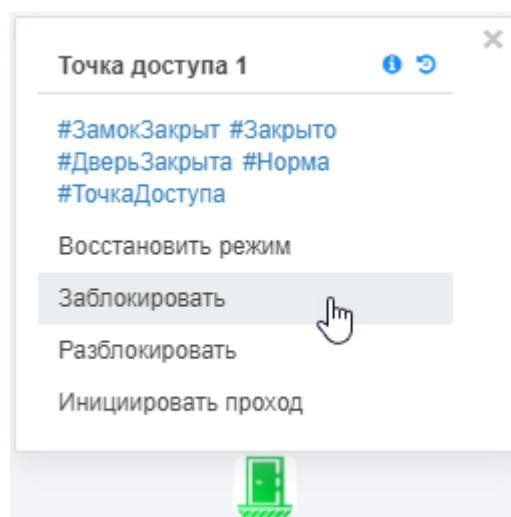 Точка доступа 1
#ЗамокЗакрыт #Закрыто
#ДверьЗакрыта #Норма
#ТочкаДоступа
Восстановить режим
Заблокировать
Разблокировать
Инициировать проход